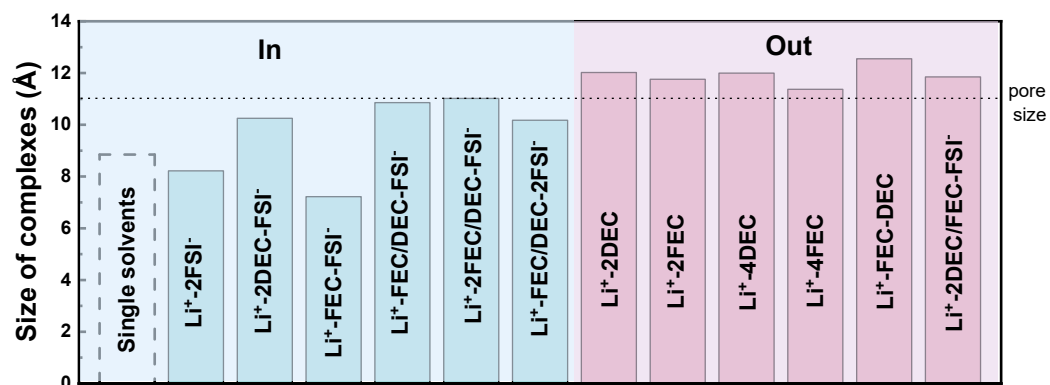 Size of complexes (Å)
14
12
10
8
6
4
2
0
In
Out
pore
size
Single solvents
Li⁺-2FSI⁻
Li⁺-2DEC-FSI⁻
Li⁺-FEC-FSI⁻
Li⁺-FEC/DEC-FSI⁻
Li⁺-2FEC/DEC-FSI⁻
Li⁺-FEC/DEC-2FSI⁻
Li⁺-2DEC
Li⁺-2FEC
Li⁺-4DEC
Li⁺-4FEC
Li⁺-FEC-DEC
Li⁺-2DEC/FEC-FSI⁻